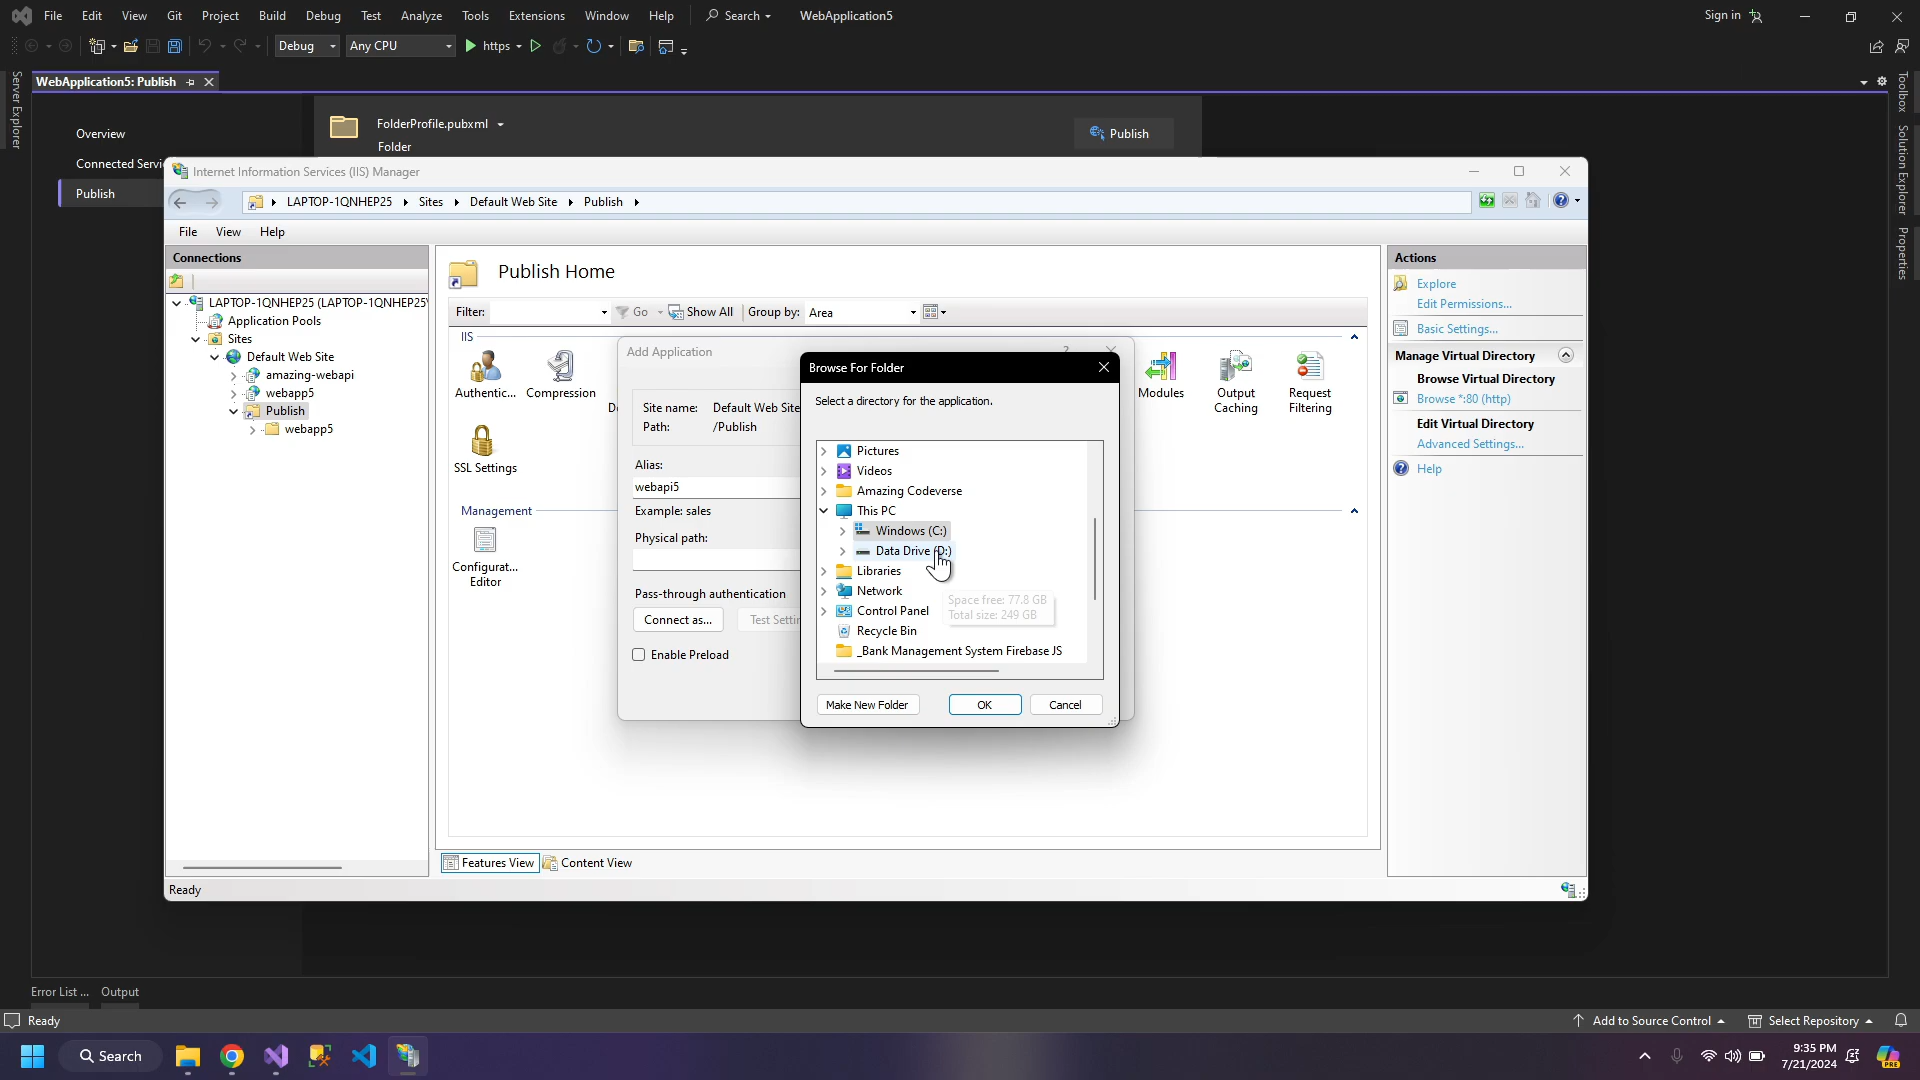 File Edit View Git Project Build Debug Test Analyze Tools Extensions Window Help Search WebApplication5 Sign in
Debug Any CPU https
Server Explorer
WebApplication5: Publish
Toolbox
Solution Explorer
Properties
Overview
Connected Servi
Publish
FolderProfile.pubxml
Folder
Publish
Internet Information Services (IIS) Manager
LAPTOP-1QNHEP25 Sites Default Web Site Publish
File View Help
Connections
LAPTOP-1QNHEP25 (LAPTOP-1QNHEP25\
Application Pools
Sites
Default Web Site
amazing-webapi
webapp5
Publish
webapp5
Publish Home
Filter: Go Show All Group by: Area
IIS
Authentic...
Compression
D
Modules
Output Caching
Request Filtering
SSL Settings
Management
Configurat... Editor
Add Application
?
Site name: Default Web Site
Path: /Publish
Alias:
webapi5
Example: sales
Physical path:
Pass-through authentication
Connect as... Test Settin
Enable Preload
Browse For Folder
Select a directory for the application.
Pictures
Videos
Amazing Codeverse
This PC
Windows (C:)
Data Drive (D:)
Libraries
Network
Control Panel
Recycle Bin
_Bank Management System Firebase JS
Space free: 77.8 GB
Total size: 249 GB
Make New Folder OK Cancel
Actions
Explore
Edit Permissions...
Basic Settings...
Manage Virtual Directory
Browse Virtual Directory
Browse *:80 (http)
Edit Virtual Directory
Advanced Settings...
Help
Features View Content View
Ready
Error List ... Output
Ready
Add to Source Control Select Repository
Search
9:35 PM
7/21/2024
PRE